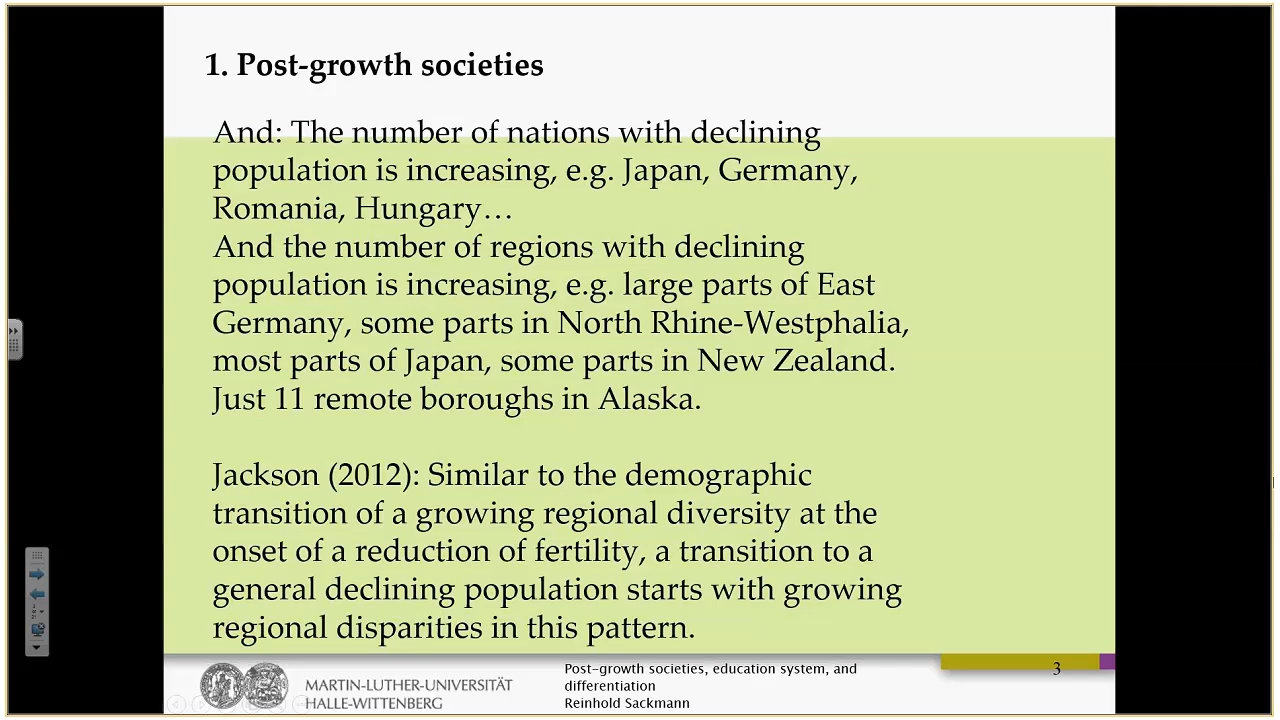 1. Post-growth societies
And: The number of nations with declining
population is increasing, e.g. Japan, Germany,
Romania, Hungary…
And the number of regions with declining
population is increasing, e.g. large parts of East
Germany, some parts in North Rhine-Westphalia,
most parts of Japan, some parts in New Zealand.
Just 11 remote boroughs in Alaska.
Jackson (2012): Similar to the demographic
transition of a growing regional diversity at the
onset of a reduction of fertility, a transition to a
general declining population starts with growing
regional disparities in this pattern.
MARTIN-LUTHER-UNIVERSITÄT
HALLE-WITTENBERG
Post-growth societies, education system, and
differentiation
Reinhold Sackmann
3